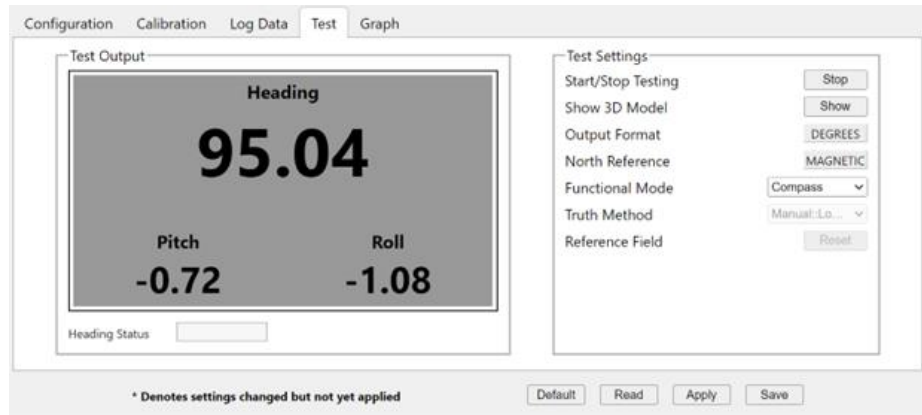 Configuration Calibration Log Data Test Graph
Test Output
Heading
95.04
Pitch Roll
-0.72 -1.08
Heading Status
Test Settings
Start/Stop Testing Stop
Show 3D Model Show
Output Format DEGREES
North Reference MAGNETIC
Functional Mode Compass
Truth Method Manual::Lo...
Reference Field Reset
* Denotes settings changed but not yet applied
Default Read Apply Save